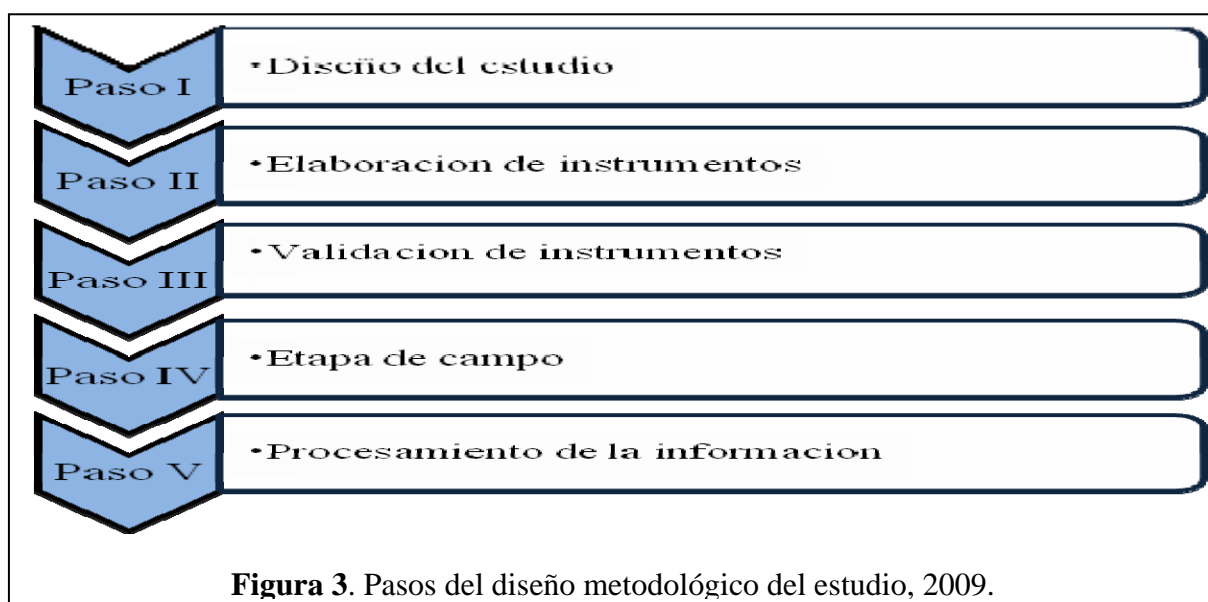 Paso I
•Diseño del estudio
Paso II
•Elaboracion de instrumentos
Paso III
•Validacion de instrumentos
Paso IV
•Etapa de campo
Paso V
•Procesamiento de la informacion
Figura 3. Pasos del diseño metodológico del estudio, 2009.